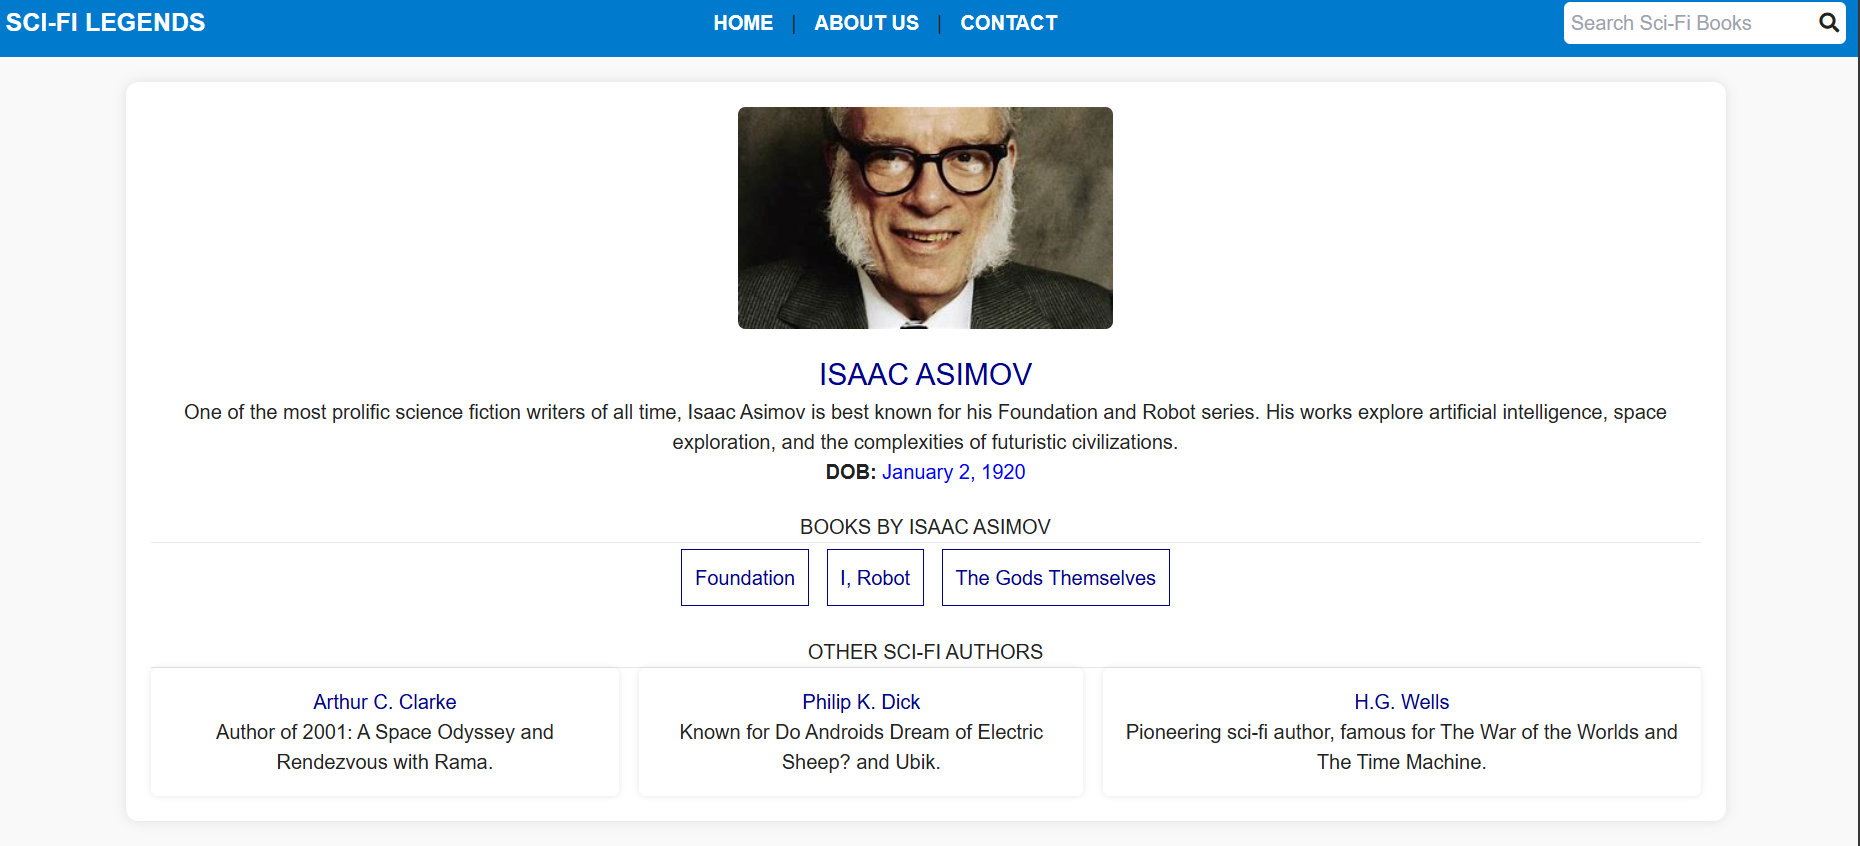 SCI-FI LEGENDS
HOME | ABOUT US | CONTACT
Search Sci-Fi Books
ISAAC ASIMOV
One of the most prolific science fiction writers of all time, Isaac Asimov is best known for his Foundation and Robot series. His works explore artificial intelligence, space
exploration, and the complexities of futuristic civilizations.
DOB: January 2, 1920
BOOKS BY ISAAC ASIMOV
Foundation
I, Robot
The Gods Themselves
OTHER SCI-FI AUTHORS
Arthur C. Clarke
Author of 2001: A Space Odyssey and
Rendezvous with Rama.
Philip K. Dick
Known for Do Androids Dream of Electric
Sheep? and Ubik.
H.G. Wells
Pioneering sci-fi author, famous for The War of the Worlds and
The Time Machine.